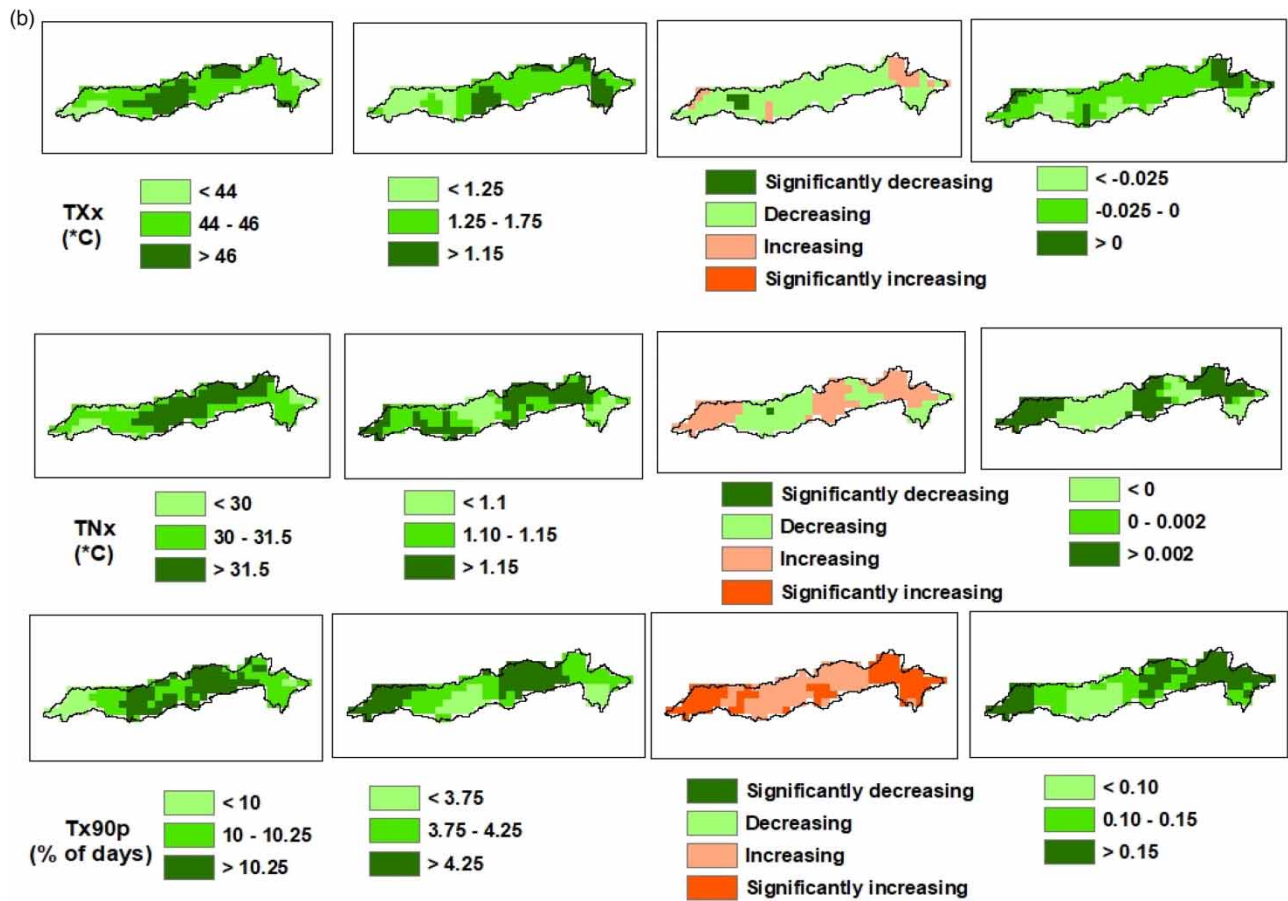 (b)
TXx
(*C)
< 44
44 - 46
> 46
< 1.25
1.25 - 1.75
> 1.15
Significantly decreasing
Decreasing
Increasing
Significantly increasing
< -0.025
-0.025 - 0
> 0
TNx
(*C)
< 30
30 - 31.5
> 31.5
< 1.1
1.10 - 1.15
> 1.15
Significantly decreasing
Decreasing
Increasing
Significantly increasing
< 0
0 - 0.002
> 0.002
Tx90p
(% of days)
< 10
10 - 10.25
> 10.25
< 3.75
3.75 - 4.25
> 4.25
Significantly decreasing
Decreasing
Increasing
Significantly increasing
< 0.10
0.10 - 0.15
> 0.15